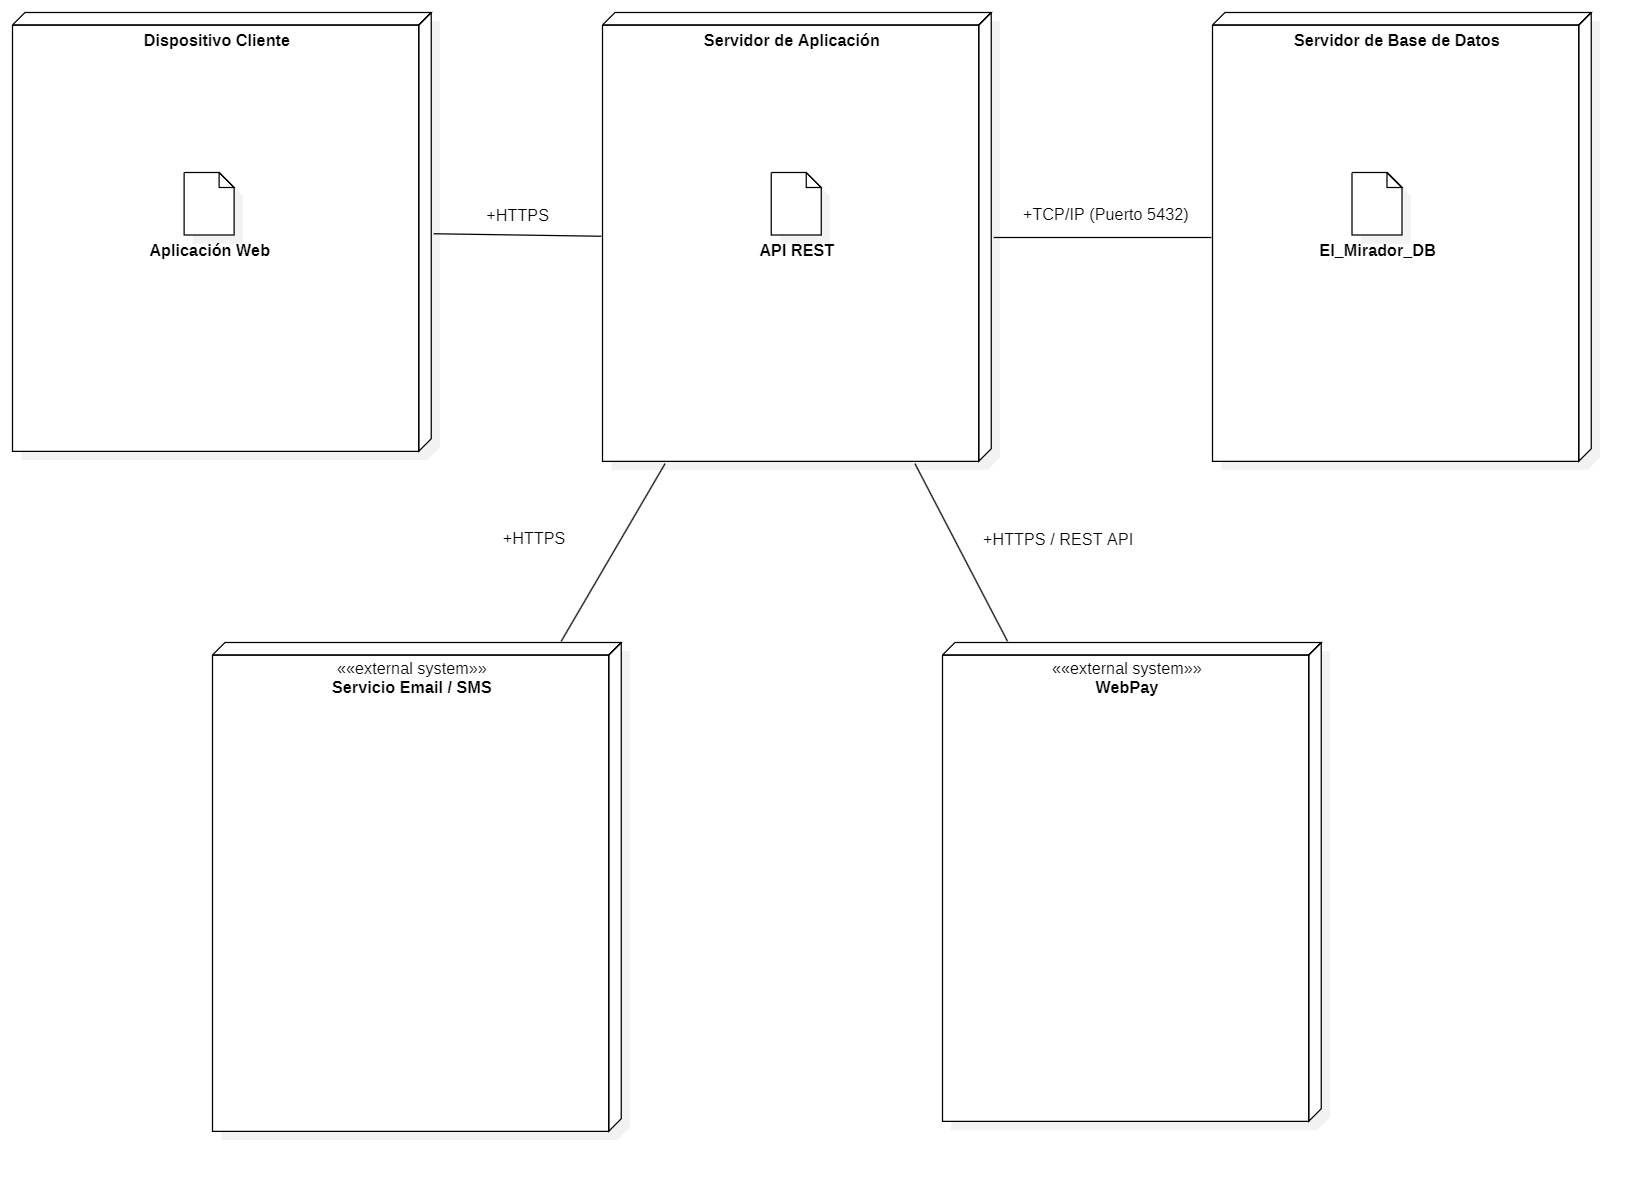 Dispositivo Cliente
Servidor de Aplicación
Servidor de Base de Datos
+HTTPS
+TCP/IP (Puerto 5432)
Aplicación Web
API REST
El_Mirador_DB
+HTTPS
+HTTPS / REST API
««external system»»
Servicio Email / SMS
««external system»»
WebPay